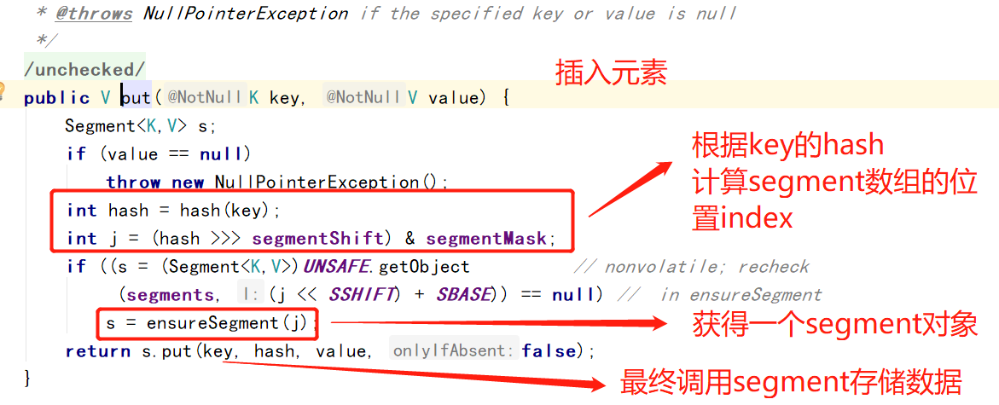 * @throws NullPointerException if the specified key or value is null
*/
/unchecked/
插入元素
public V put( @NotNull K key, @NotNull V value) {
Segment<K,V> s;
if (value == null)
throw new NullPointerException();
根据key的hash
计算segment数组的位
置index
int hash = hash(key);
int j = (hash >>> segmentShift) & segmentMask;
if ((s = (Segment<K,V>)UNSAFE.getObject // nonvolatile; recheck
(segments, l: (j << SSHIFT) + SBASE)) == null) // in ensureSegment
s = ensureSegment(j);
获得一个segment对象
return s.put(key, hash, value, onlyIfAbsent: false);
最终调用segment存储数据
}